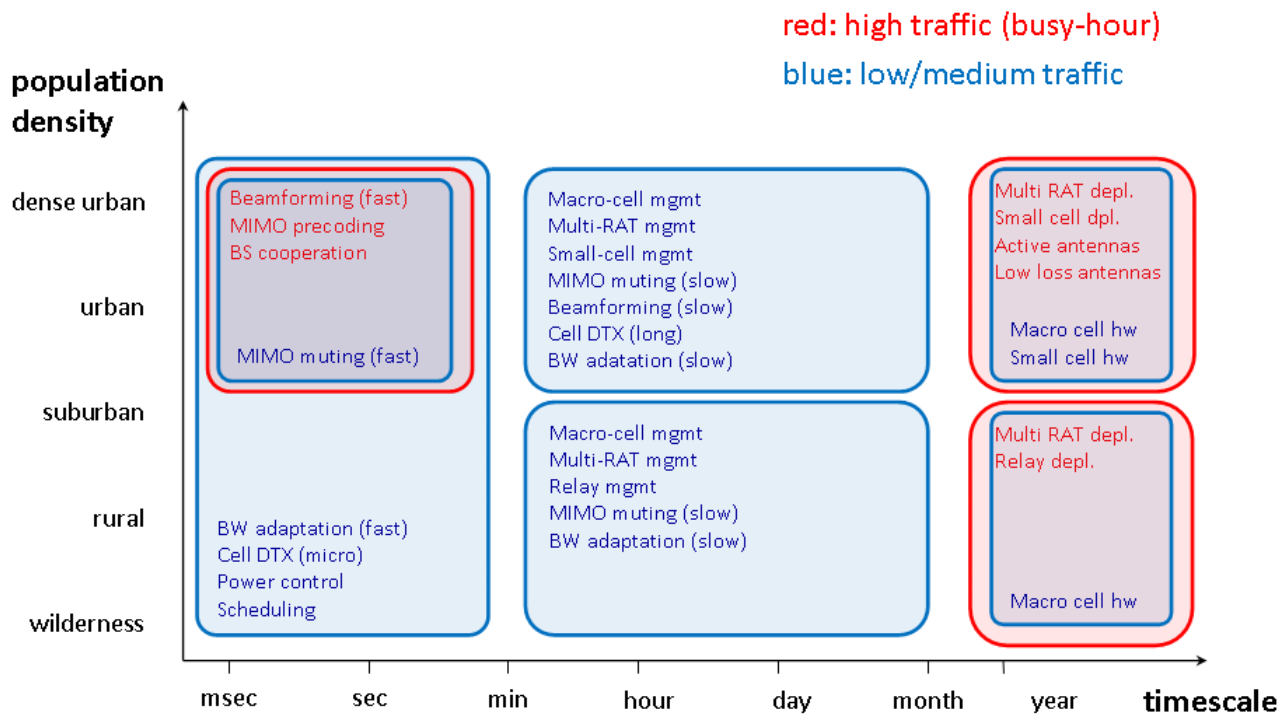 red: high traffic (busy-hour)
blue: low/medium traffic
population
density
dense urban
urban
suburban
rural
wilderness
Beamforming (fast)
MIMO precoding
BS cooperation
MIMO muting (fast)
BW adaptation (fast)
Cell DTX (micro)
Power control
Scheduling
Macro-cell mgmt
Multi-RAT mgmt
Small-cell mgmt
MIMO muting (slow)
Beamforming (slow)
Cell DTX (long)
BW adatation (slow)
Macro-cell mgmt
Multi-RAT mgmt
Relay mgmt
MIMO muting (slow)
BW adaptation (slow)
Multi RAT depl.
Small cell dpl.
Active antennas
Low loss antennas
Macro cell hw
Small cell hw
Multi RAT depl.
Relay depl.
Macro cell hw
msec sec min hour day month year timescale